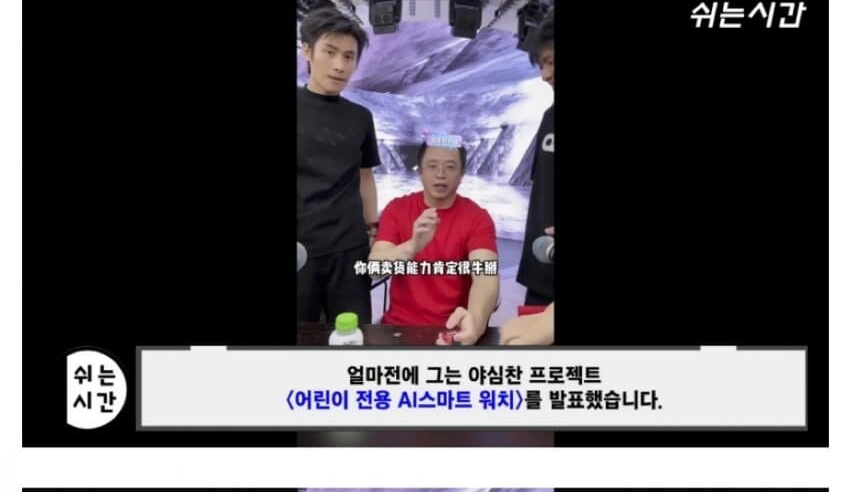 쉬는시간
你俩卖货能力肯定很牛掰
쉬는
시간
얼마전에 그는 야심찬 프로젝트
<어린이 전용 AI스마트 워치>를 발표했습니다.